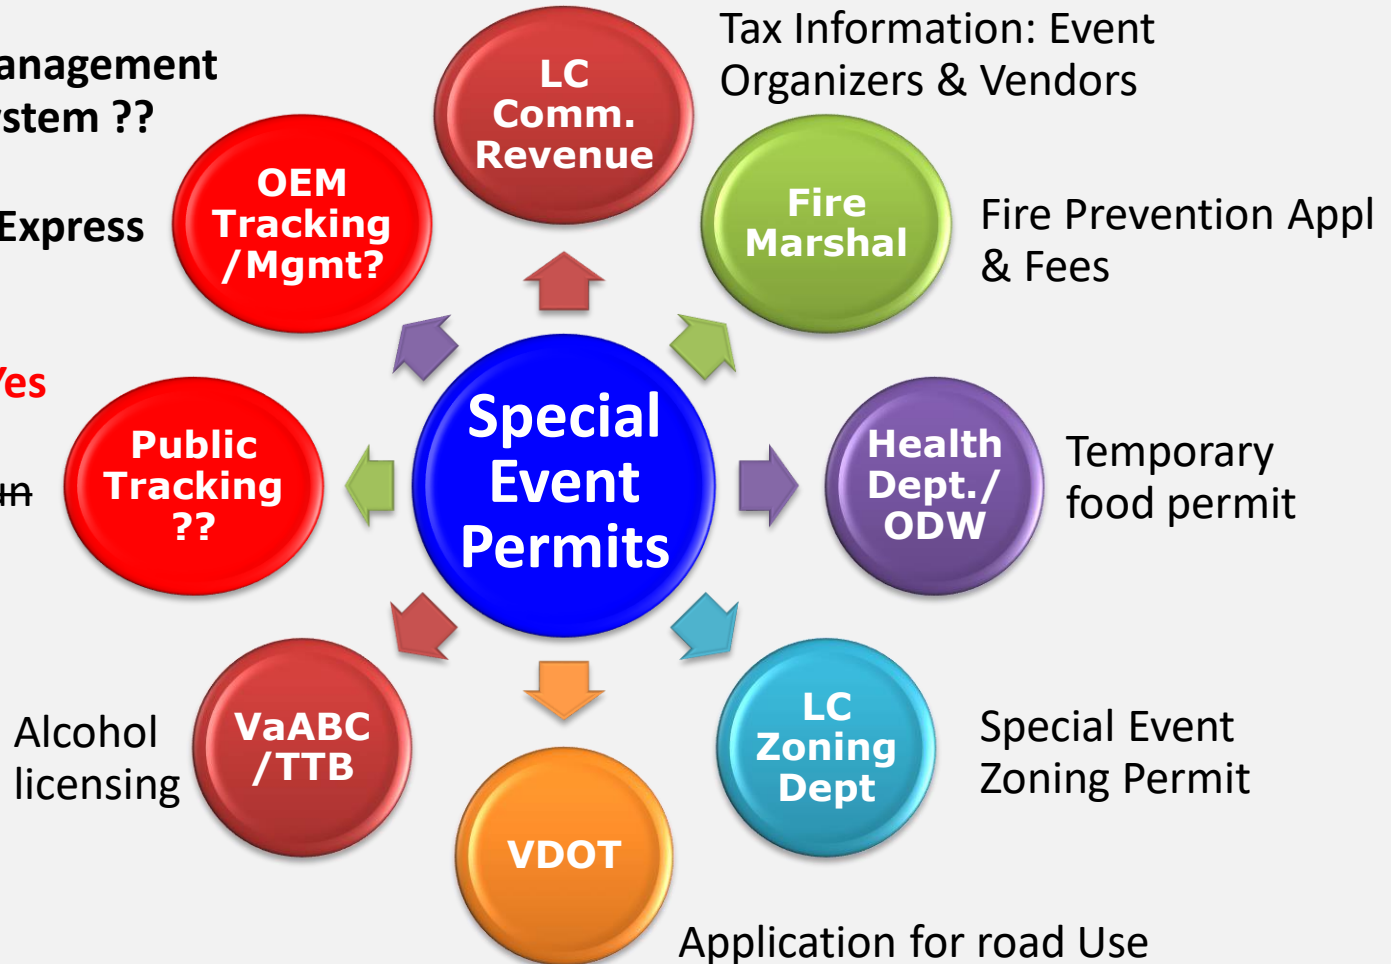 LC
Comm.
Revenue
Tax Information: Event
Organizers & Vendors
Fire
Marshal
Fire Prevention Appl
& Fees
Health
Dept./
ODW
Temporary
food permit
LC
Zoning
Dept
Special Event
Zoning Permit
VDOT
Application for road Use
VaABC
/TTB
Alcohol
licensing
Public
Tracking
??
Yes
OEM
Tracking
/Mgmt?
anagement
ystem ??
Express
Special
Event
Permits